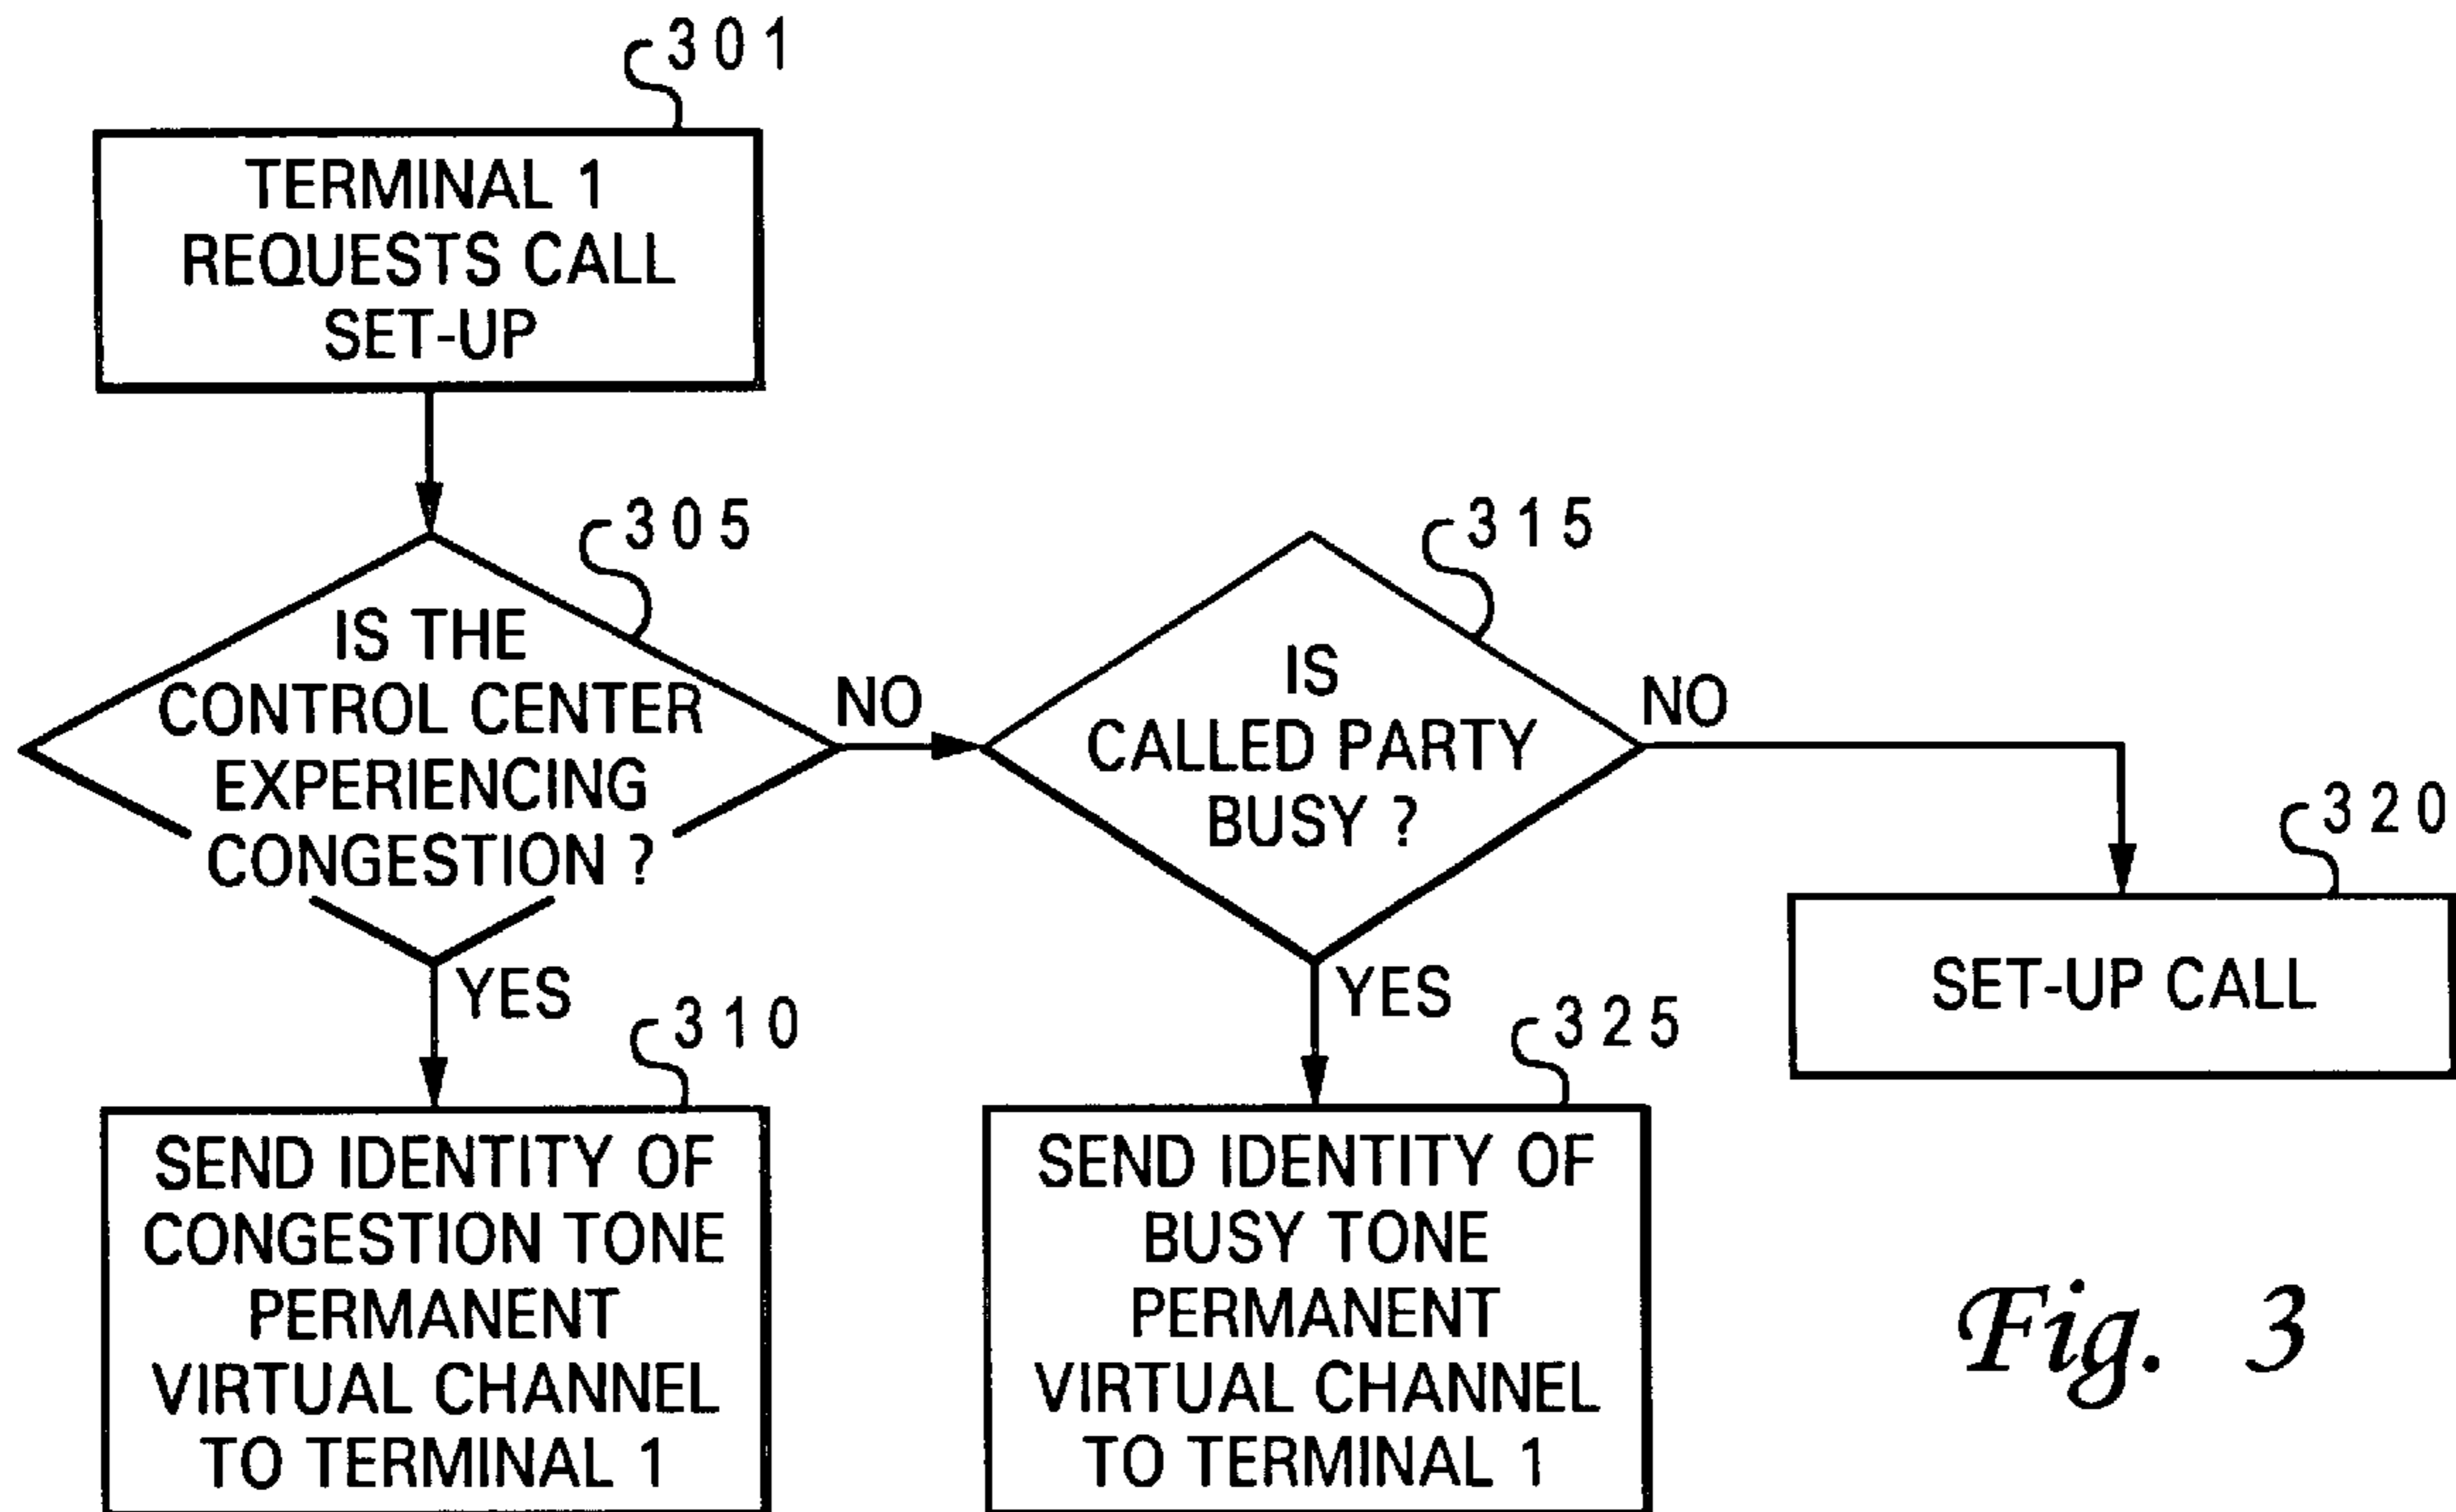 301
TERMINAL 1
REQUESTS CALL
SET-UP
305
IS THE
CONTROL CENTER
EXPERIENCING
CONGESTION ?
NO
YES
315
IS
CALLED PARTY
BUSY ?
NO
YES
320
SET-UP CALL
310
SEND IDENTITY OF
CONGESTION TONE
PERMANENT
VIRTUAL CHANNEL
TO TERMINAL 1
325
SEND IDENTITY OF
BUSY TONE
PERMANENT
VIRTUAL CHANNEL
TO TERMINAL 1
Fig. 3